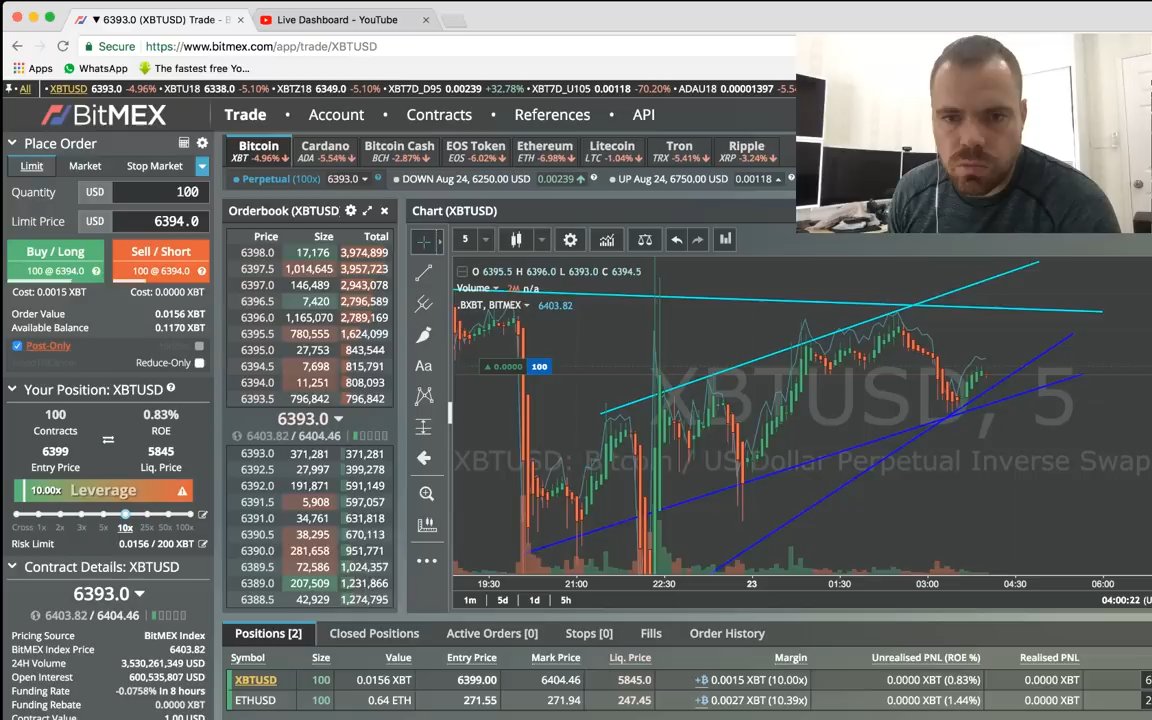 ▼ 6393.0 (XBTUSD) Trade - B × Live Dashboard - YouTube ×
Secure https://www.bitmex.com/app/trade/XBTUSD
Apps WhatsApp The fastest free Yo...
All • XBTUSD 6393.0 -4.96% • XBTU18 6338.0 -5.10% • XBTZ18 6349.0 -5.10% • XBT7D_D95 0.00239 +32.78% • XBT7D_U105 0.00118 -70.20% • ADAU18 0.00001397
BitMEX Trade • Account • Contracts • References • API
Place Order
Limit Market Stop Market
Quantity USD 100
Limit Price USD 6394.0
Buy / Long Sell / Short
100 @ 6394.0 100 @ 6394.0
Cost: 0.0015 XBT Cost: 0.0000 XBT
Order Value 0.0156 XBT
Available Balance 0.1170 XBT
Post-Only
Reduce-Only
Your Position: XBTUSD
100 0.83%
Contracts ROE
6399 5845
Entry Price Liq. Price
10.00x Leverage
Cross 1x 2x 3x 5x 10x 25x 50x 100x
Risk Limit 0.0156 / 200 XBT
Contract Details: XBTUSD
6393.0
6403.82 / 6404.46
Pricing Source BitMEX Index
BitMEX Index Price 6403.82
24H Volume 3,530,261,349 USD
Open Interest 600,535,807 USD
Funding Rate -0.0758% in 8 hours
Funding Rebate 0.0000 XBT
Contract Value 1.00 USD
Bitcoin Cardano Bitcoin Cash EOS Token Ethereum Litecoin Tron Ripple
XBT -4.96% ADA -5.54% BCH -2.87% EOS -6.02% ETH -6.98% LTC -1.04% TRX -5.41% XRP -3.24%
Perpetual (100x) 6393.0 • DOWN Aug 24, 6250.00 USD 0.00239 • UP Aug 24, 6750.00 USD 0.00118
Orderbook (XBTUSD) ×
Price Size Total
6398.0 17,176 3,974,899
6397.5 1,014,645 3,957,723
6397.0 146,489 2,943,078
6396.5 7,420 2,796,589
6396.0 1,165,070 2,789,169
6395.5 780,555 1,624,099
6395.0 27,753 843,544
6394.5 7,698 815,791
6394.0 11,251 808,093
6393.5 796,842 796,842
6393.0
6403.82 / 6404.46
6393.0 371,281 371,281
6392.5 27,997 399,278
6392.0 191,871 591,149
6391.5 5,908 597,057
6391.0 34,761 631,818
6390.5 38,295 670,113
6390.0 281,658 951,771
6389.5 72,586 1,024,357
6389.0 207,509 1,231,866
6388.5 42,929 1,274,795
Chart (XBTUSD)
5
Aa
O 6395.5 H 6396.0 L 6393.0 C 6394.5
Volume 2M n/a
.BXBT, BITMEX 6403.82
0.0000 100
XBTUSD, 5
XBTUSD: Bitcoin / US Dollar Perpetual Inverse Swap
19:30 21:00 22:30 23 01:30 03:00 04:30 06:00
1m 5d 1d 5h 04:00:22
Positions [2] Closed Positions Active Orders [0] Stops [0] Fills Order History
Symbol Size Value Entry Price Mark Price Liq. Price Margin Unrealised PNL (ROE %) Realised PNL
XBTUSD 100 0.0156 XBT 6399.00 6404.46 5845.0 0.0015 XBT (10.00x) 0.0000 XBT (0.83%) 0.0000 XBT
ETHUSD 100 0.64 ETH 271.55 271.94 247.45 0.0027 XBT (10.39x) 0.0000 XBT (1.44%) 0.0000 XBT